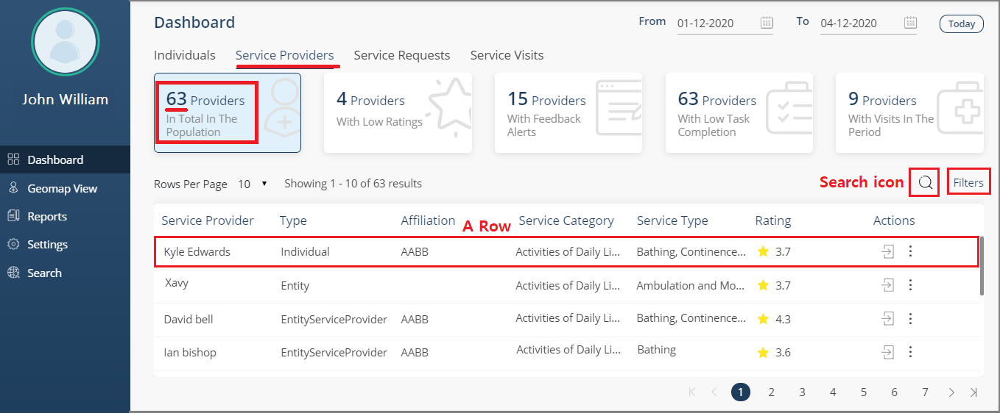 Dashboard
From 01-12-2020 To 04-12-2020 Today
John William
Individuals Service Providers Service Requests Service Visits
63 Providers
In Total In The
Population
4 Providers
With Low Ratings
15 Providers
With Feedback
Alerts
63 Providers
With Low Task
Completion
9 Providers
With Visits In The
Period
Dashboard
Geomap View
Reports
Settings
Search
Rows Per Page 10 Showing 1 - 10 of 63 results
Search icon Filters
Service Provider Type Affiliation Service Category Service Type Rating Actions
A Row
Kyle Edwards Individual AABB Activities of Daily Li... Bathing, Continence... 3.7
Xavy Entity Activities of Daily Li... Ambulation and Mo... 3.7
David bell EntityServiceProvider AABB Activities of Daily Li... Bathing, Continence... 4.3
Ian bishop EntityServiceProvider AABB Activities of Daily Li... Bathing 3.6
1 2 3 4 5 6 7